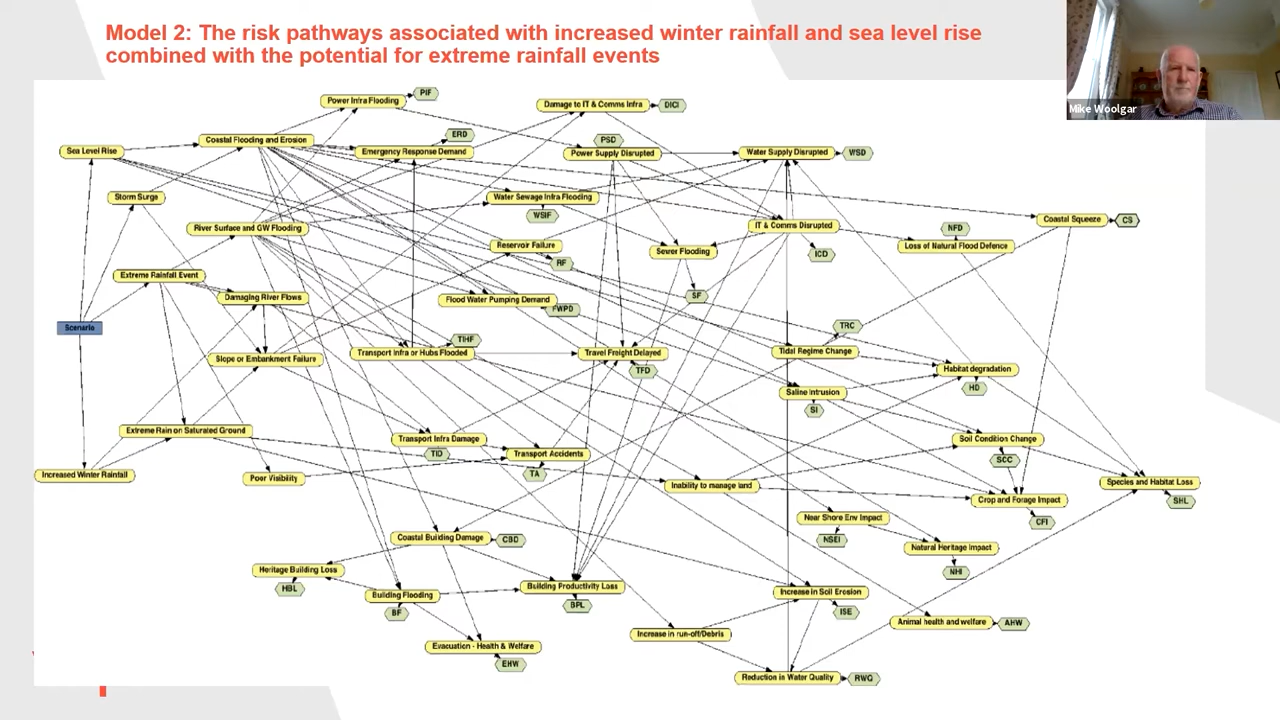 Model 2: The risk pathways associated with increased winter rainfall and sea level rise
combined with the potential for extreme rainfall events
Mike Woolgar
Power Infra Flooding
PIF
Damage to IT & Comms Infra
DICI
Sea Level Rise
Coastal Flooding and Erosion
ERD
Emergency Response Demand
PSD
Power Supply Disrupted
Water Supply Disrupted
WSD
Storm Surge
Water Sewage Infra Flooding
WSIF
River Surface and GW Flooding
IT & Comms Disrupted
ICD
Coastal Squeeze
CS
NFD
Loss of Natural Flood Defence
Reservoir Failure
RF
Sewer Flooding
SF
Extreme Rainfall Event
Damaging River Flows
Flood Water Pumping Demand
FWPD
Scenario
TIHF
Transport Infra or Hubs Flooded
Slope or Embankment Failure
Travel Freight Delayed
TFD
TRC
Tidal Regime Change
Habitat degradation
HD
Saline Intrusion
SI
Extreme Rain on Saturated Ground
Transport Infra Damage
TID
Transport Accidents
TA
Soil Condition Change
SCC
Increased Winter Rainfall
Poor Visibility
Inability to manage land
Crop and Forage Impact
CFI
Species and Habitat Loss
SHL
Near Shore Env Impact
NSEI
Coastal Building Damage
CBD
Natural Heritage Impact
NHI
Heritage Building Loss
HBL
Building Flooding
BF
Building Productivity Loss
BPL
Increase in Soil Erosion
ISE
Animal health and welfare
AHW
Increase in run-off/Debris
Evacuation - Health & Welfare
EHW
Reduction in Water Quality
RWQ